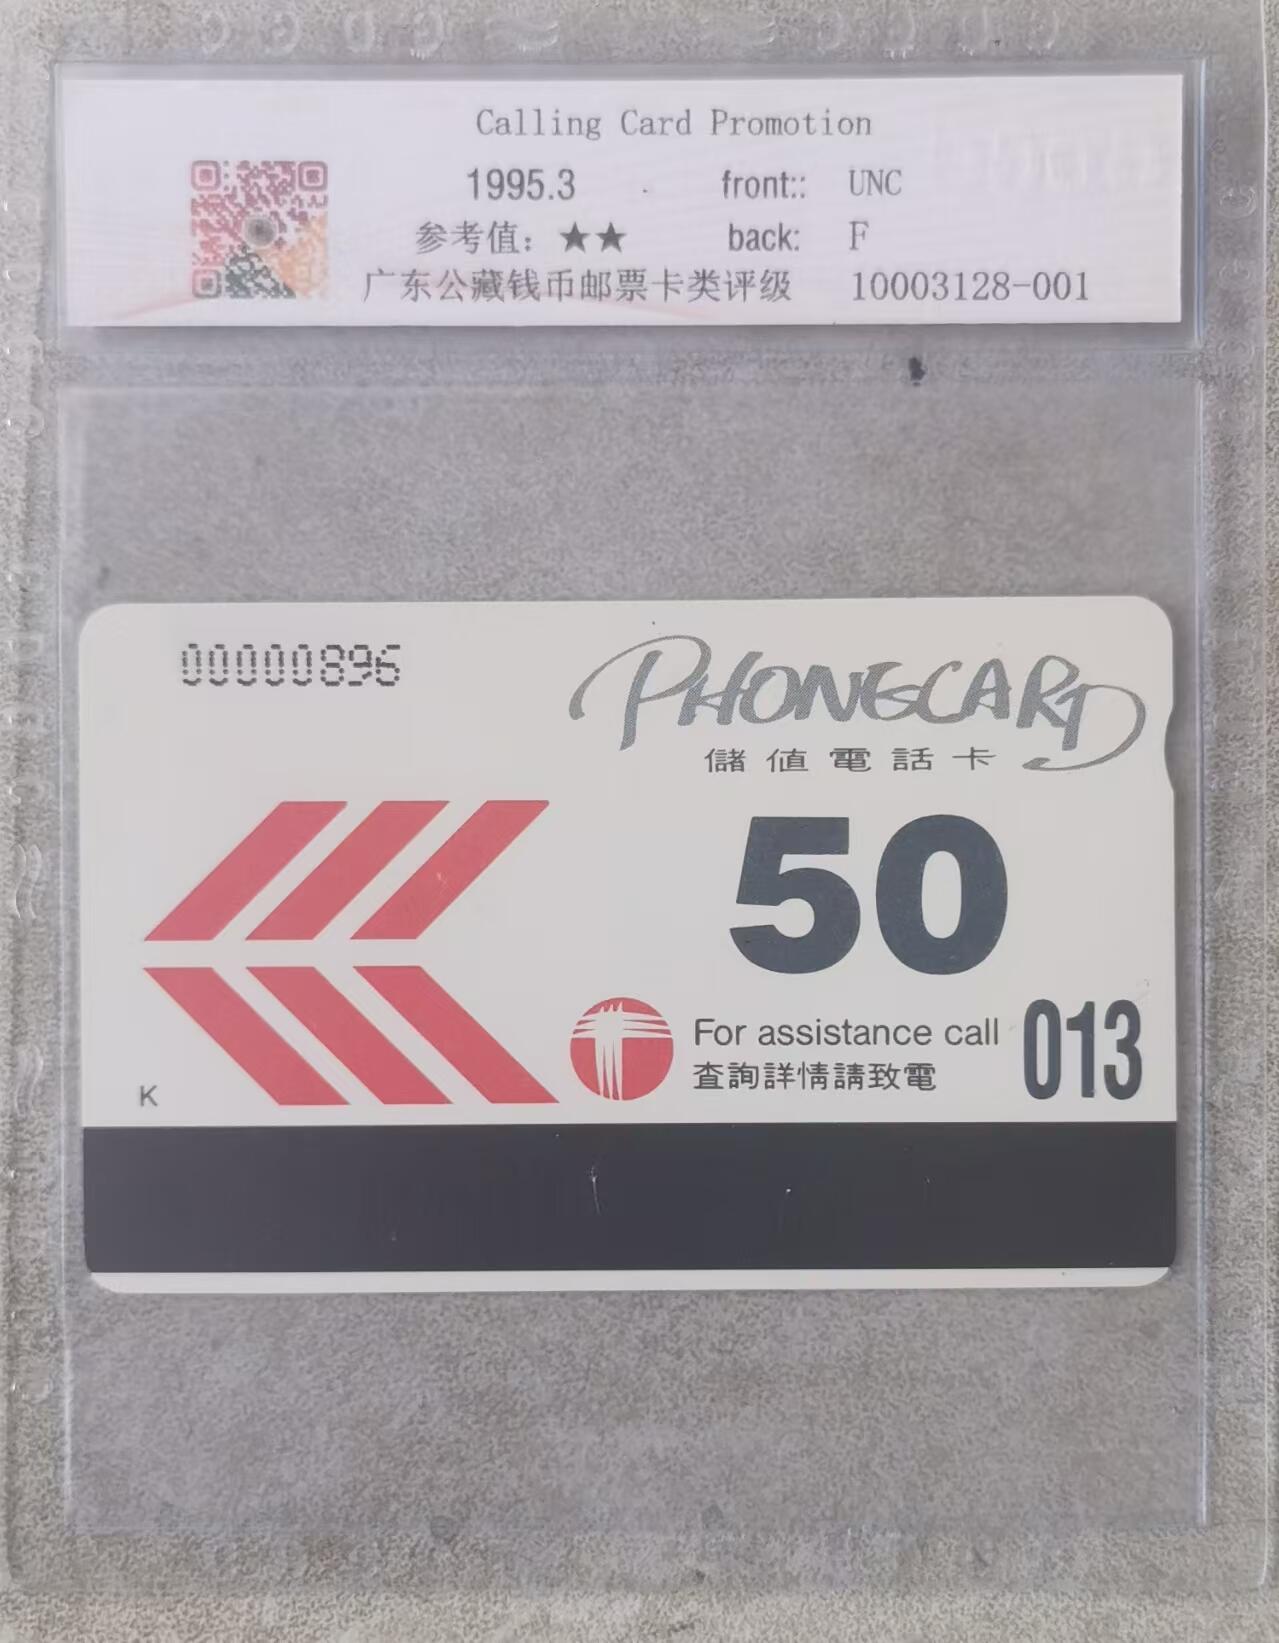 Calling Card Promotion
1995.3 front:: UNC
参考值：★★ back: F
广东公藏钱币邮票卡类评级 10003128-001
00000896
PHONECARD
儲值電話卡
50
For assistance call 013
查詢詳情請致電
K